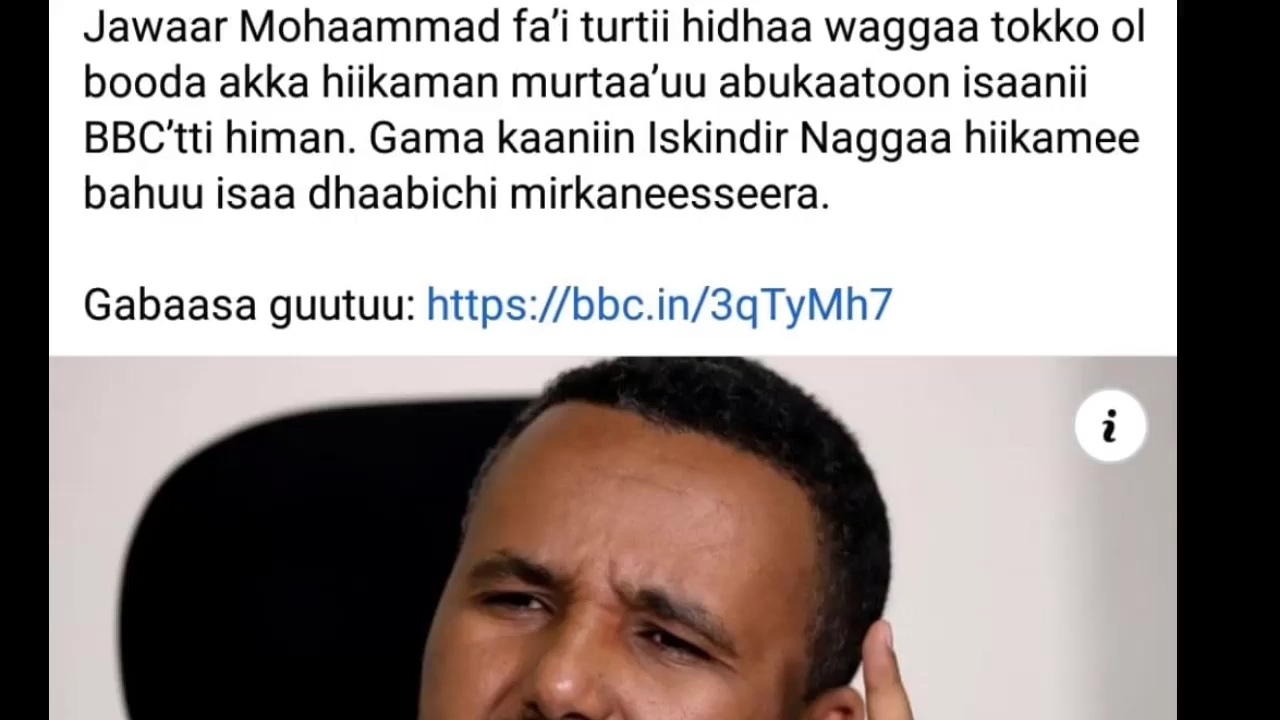 Jawaar Mohaammad fa’i turtii hidhaa waggaa tokko ol
booda akka hiikaman murtaa’uu abukaatoon isaanii
BBC’tti himan. Gama kaaniin Iskindir Naggaa hiikamee
bahuu isaa dhaabichi mirkaneesseera.
Gabaasa guutuu: https://bbc.in/3qTyMh7
i